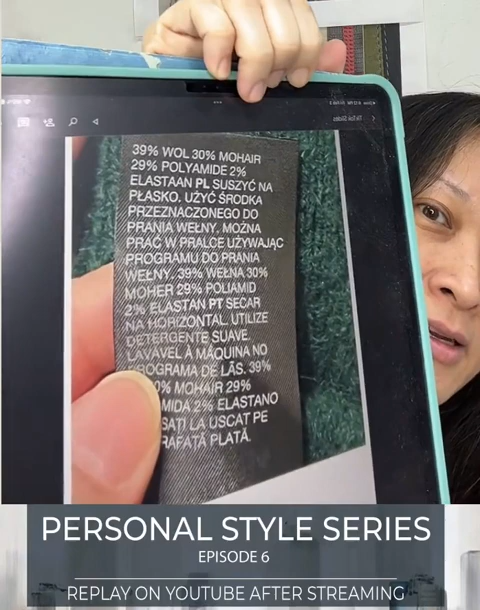 39% WOL 30% MOHAIR
29% POLYAMIDE 2%
ELASTAAN PL SUSZYĆ NA
PŁASKO. UŻYĆ ŚRODKA
PRZEZNACZONEGO DO
PRANIA WEŁNY. MOŻNA
PRAĆ W PRALCE UŻYWAJĄC
PROGRAMU DO PRANIA
WEŁNY. 39% WEŁNA 30%
MOHER 29% POLIAMID
2% ELASTAN PT SECAR
NA HORIZONTAL. UTILIZE
DETERGENTE SUAVE.
LAVÁVEL À MÁQUINA NO
PROGRAMA DE LÃS. 39%
0% MOHAIR 29%
MIDA 2% ELASTANO
SAȚI LA USCAT PE
RAFAȚĂ PLATĂ.
PERSONAL STYLE SERIES
EPISODE 6
REPLAY ON YOUTUBE AFTER STREAMING